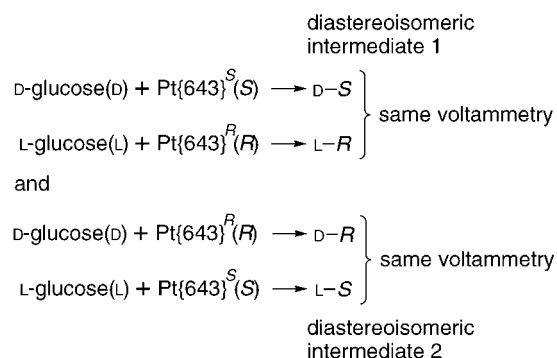 diastereoisomeric
intermediate 1
D-glucose(D) + Pt{643}ˢ(S) ⟶ D–S
same voltammetry
L-glucose(L) + Pt{643}ᴿ(R) ⟶ L–R
and
D-glucose(D) + Pt{643}ᴿ(R) ⟶ D–R
same voltammetry
L-glucose(L) + Pt{643}ˢ(S) ⟶ L–S
diastereoisomeric
intermediate 2